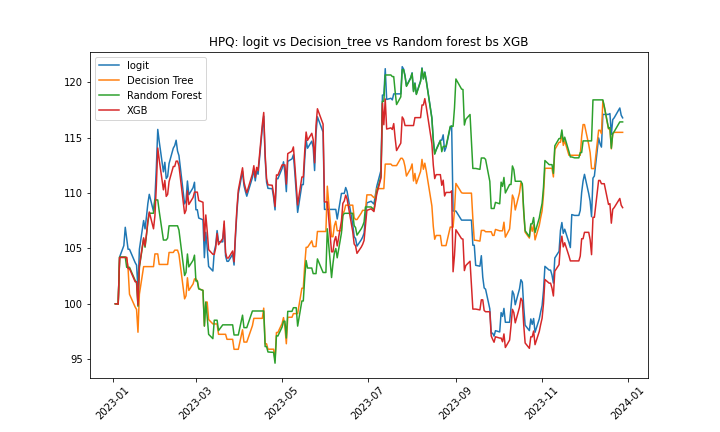 HPQ: logit vs Decision_tree vs Random forest bs XGB
logit
Decision Tree
Random Forest
XGB
120
115
110
105
100
95
2023-01
2023-03
2023-05
2023-07
2023-09
2023-11
2024-01